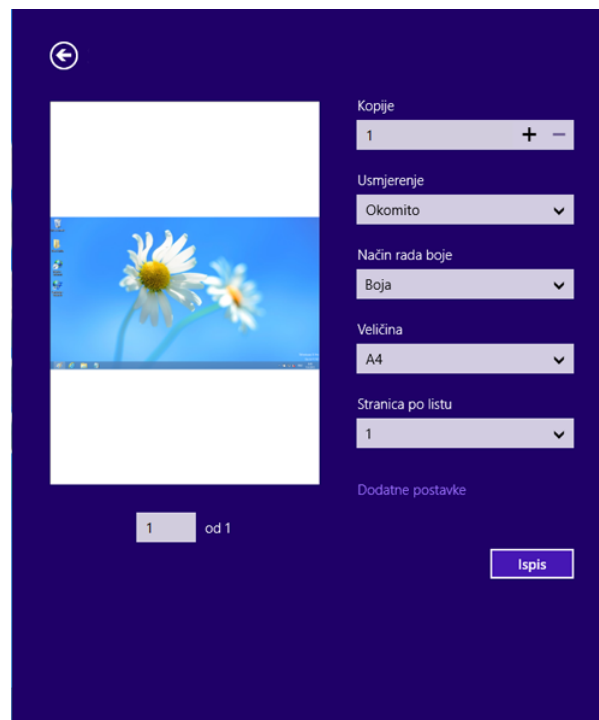 Kopije
1
Usmjerenje
Okomito
Način rada boje
Boja
Veličina
A4
Stranica po listu
1
Dodatne postavke
1 od 1
Ispis